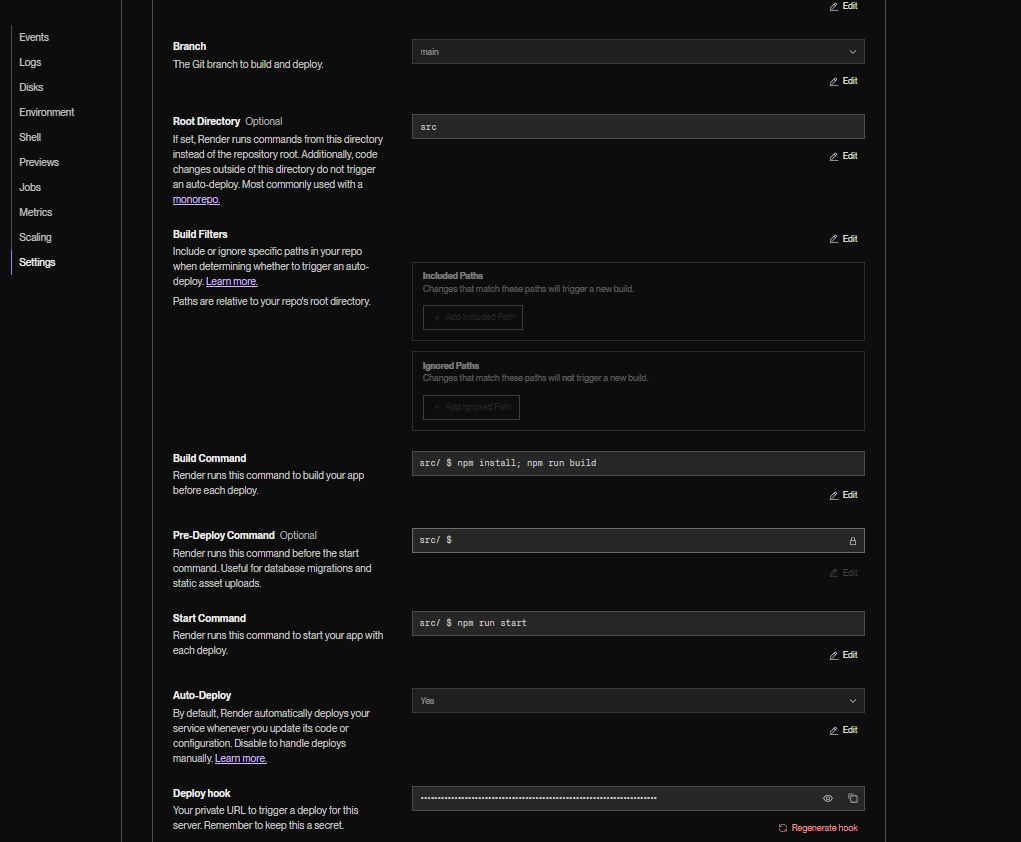 Edit
Events
Logs
Disks
Environment
Shell
Previews
Jobs
Metrics
Scaling
Settings
Branch
The Git branch to build and deploy.
main
Edit
Root Directory Optional
If set, Render runs commands from this directory
instead of the repository root. Additionally, code
changes outside of this directory do not trigger
an auto-deploy. Most commonly used with a
monorepo.
src
Edit
Build Filters
Include or ignore specific paths in your repo
when determining whether to trigger an auto-
deploy. Learn more.
Paths are relative to your repo's root directory.
Edit
Included Paths
Changes that match these paths will trigger a new build.
+ Add Included Path
Ignored Paths
Changes that match these paths will not trigger a new build.
+ Add Ignored Path
Build Command
Render runs this command to build your app
before each deploy.
src/ $ npm install; npm run build
Edit
Pre-Deploy Command Optional
Render runs this command before the start
command. Useful for database migrations and
static asset uploads.
src/ $
Edit
Start Command
Render runs this command to start your app with
each deploy.
src/ $ npm run start
Edit
Auto-Deploy
By default, Render automatically deploys your
service whenever you update its code or
configuration. Disable to handle deploys
manually. Learn more.
Yes
Edit
Deploy hook
Your private URL to trigger a deploy for this
server. Remember to keep this a secret.
Regenerate hook